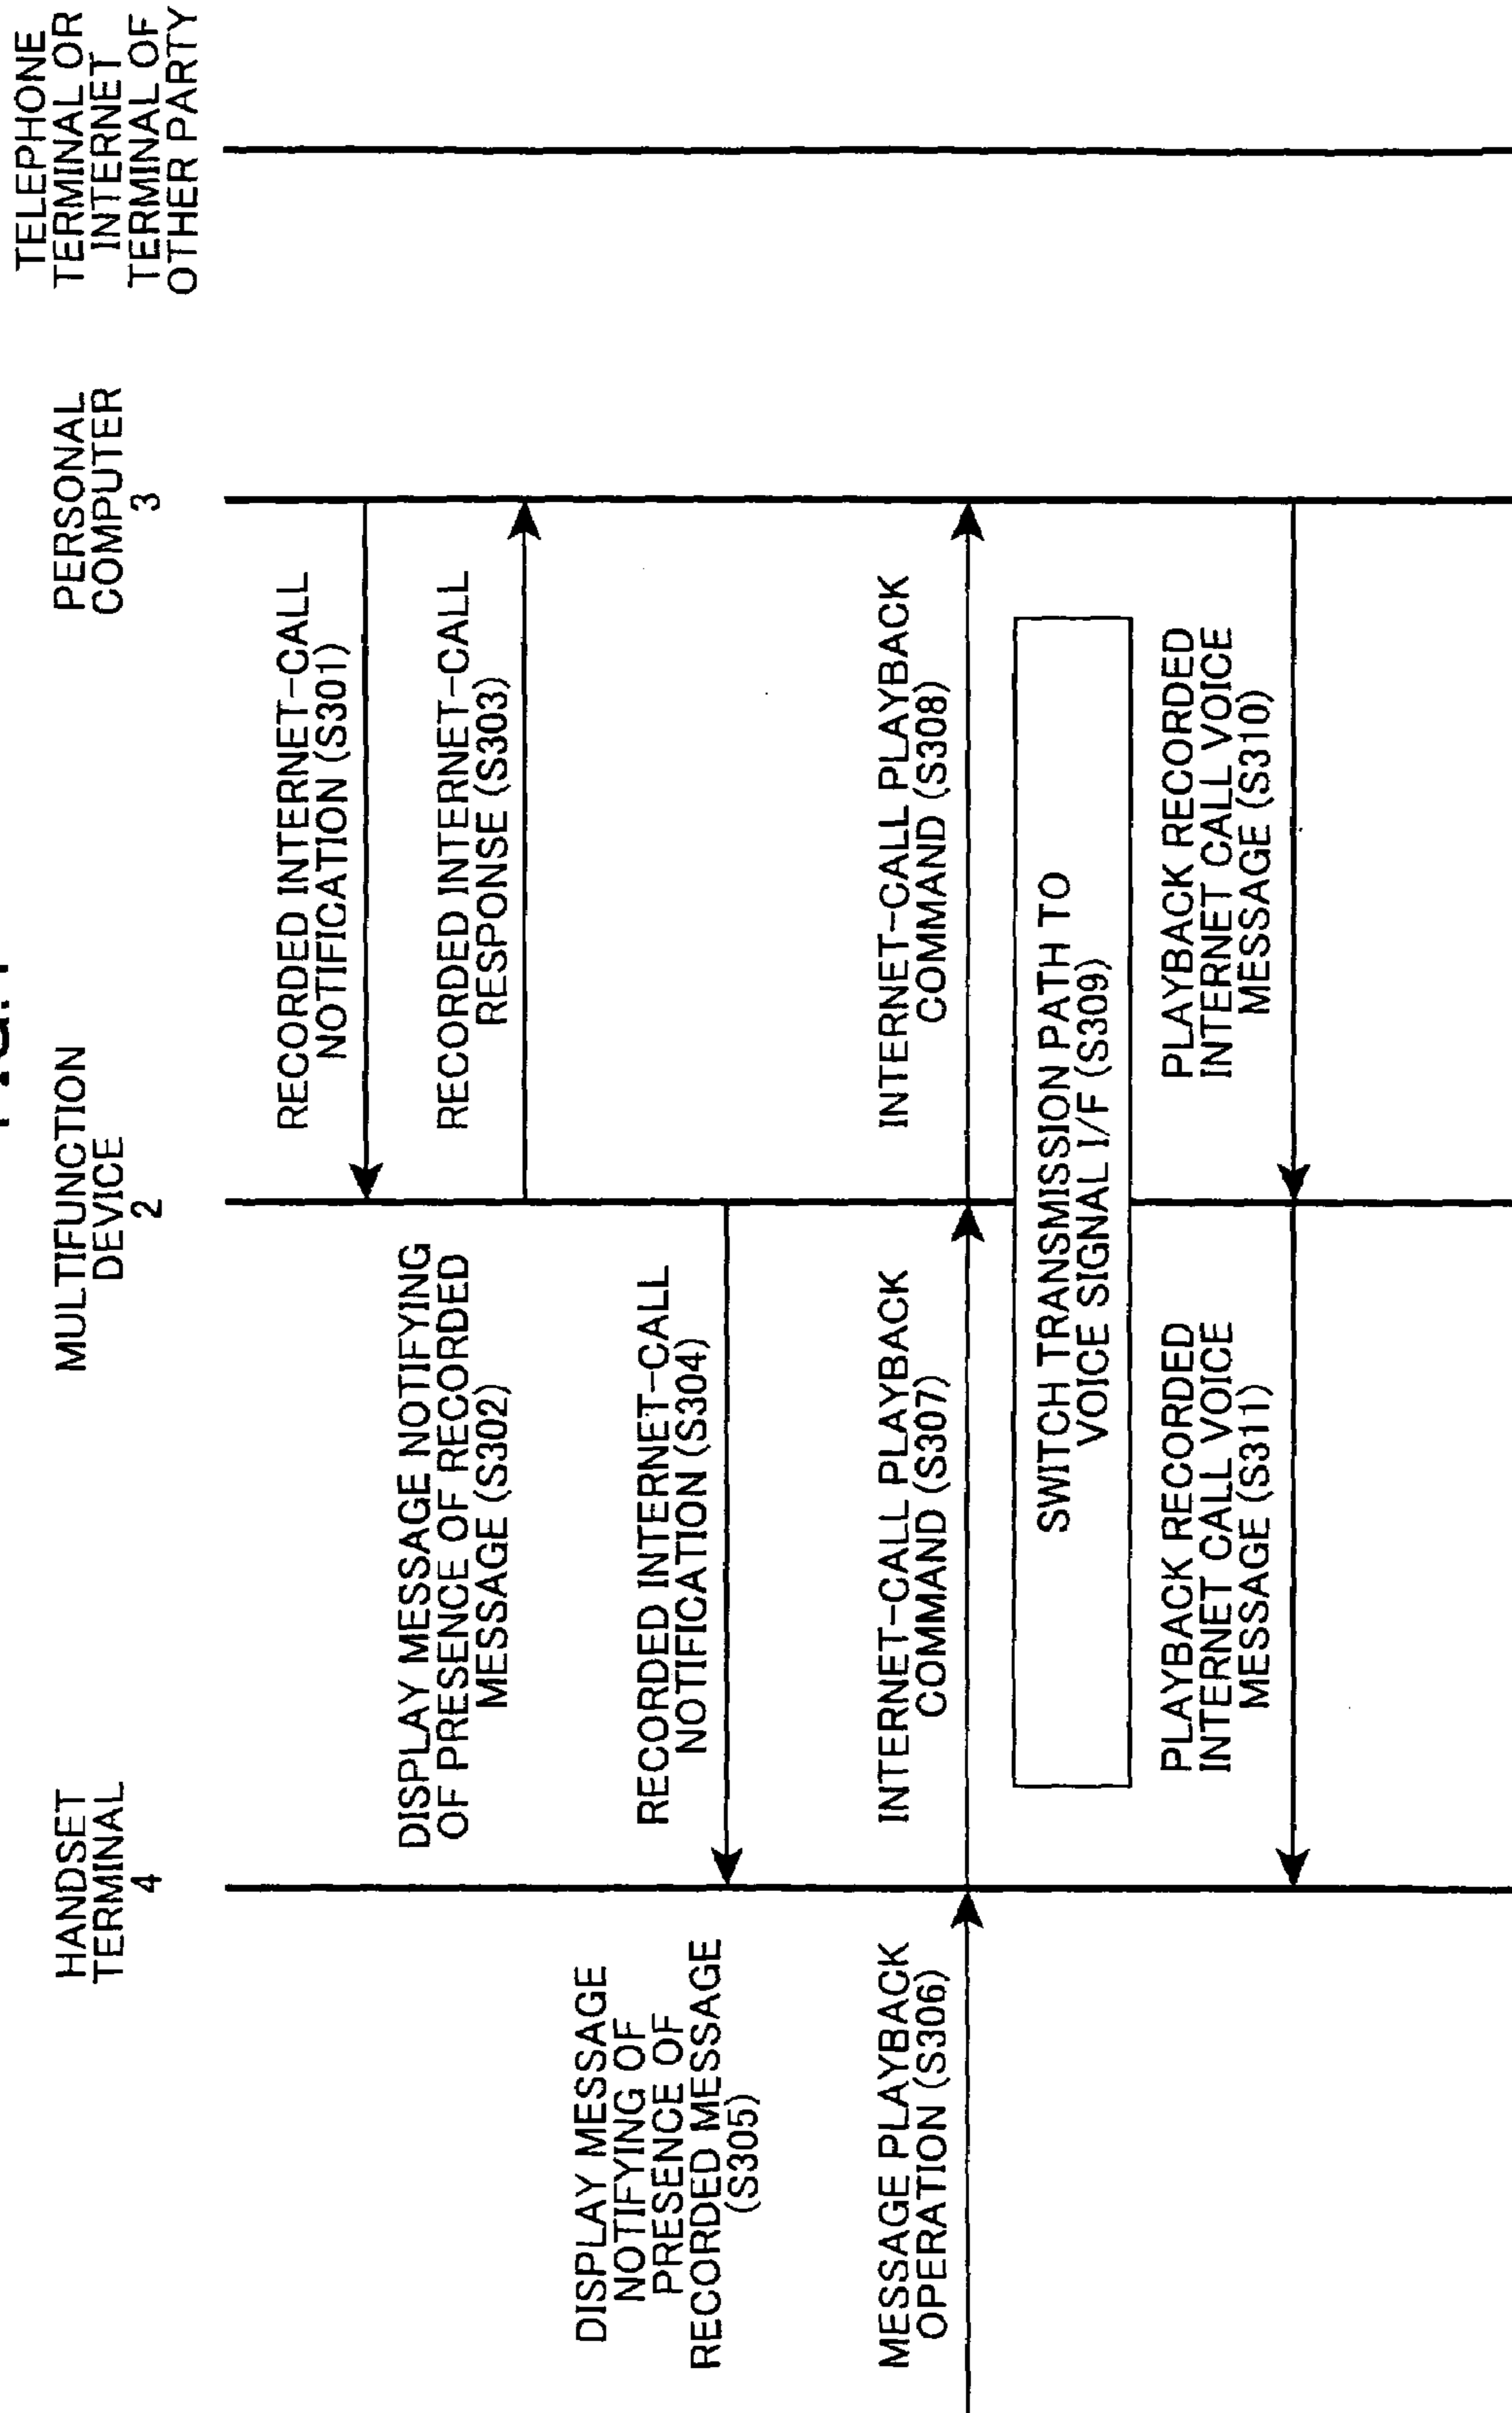 HANDSET
TERMINAL
4
MULTIFUNCTION
DEVICE
2
PERSONAL
COMPUTER
3
TELEPHONE
TERMINAL OR
INTERNET
TERMINAL OF
OTHER PARTY
RECORDED INTERNET-CALL
NOTIFICATION (S301)
DISPLAY MESSAGE NOTIFYING
OF PRESENCE OF RECORDED
MESSAGE (S302)
RECORDED INTERNET-CALL
RESPONSE (S303)
RECORDED INTERNET-CALL
NOTIFICATION (S304)
DISPLAY MESSAGE
NOTIFYING OF
PRESENCE OF
RECORDED MESSAGE
(S305)
MESSAGE PLAYBACK
OPERATION (S306)
INTERNET-CALL PLAYBACK
COMMAND (S307)
INTERNET-CALL PLAYBACK
COMMAND (S308)
SWITCH TRANSMISSION PATH TO
VOICE SIGNAL I/F (S309)
PLAYBACK RECORDED
INTERNET CALL VOICE
MESSAGE (S311)
PLAYBACK RECORDED
INTERNET CALL VOICE
MESSAGE (S310)